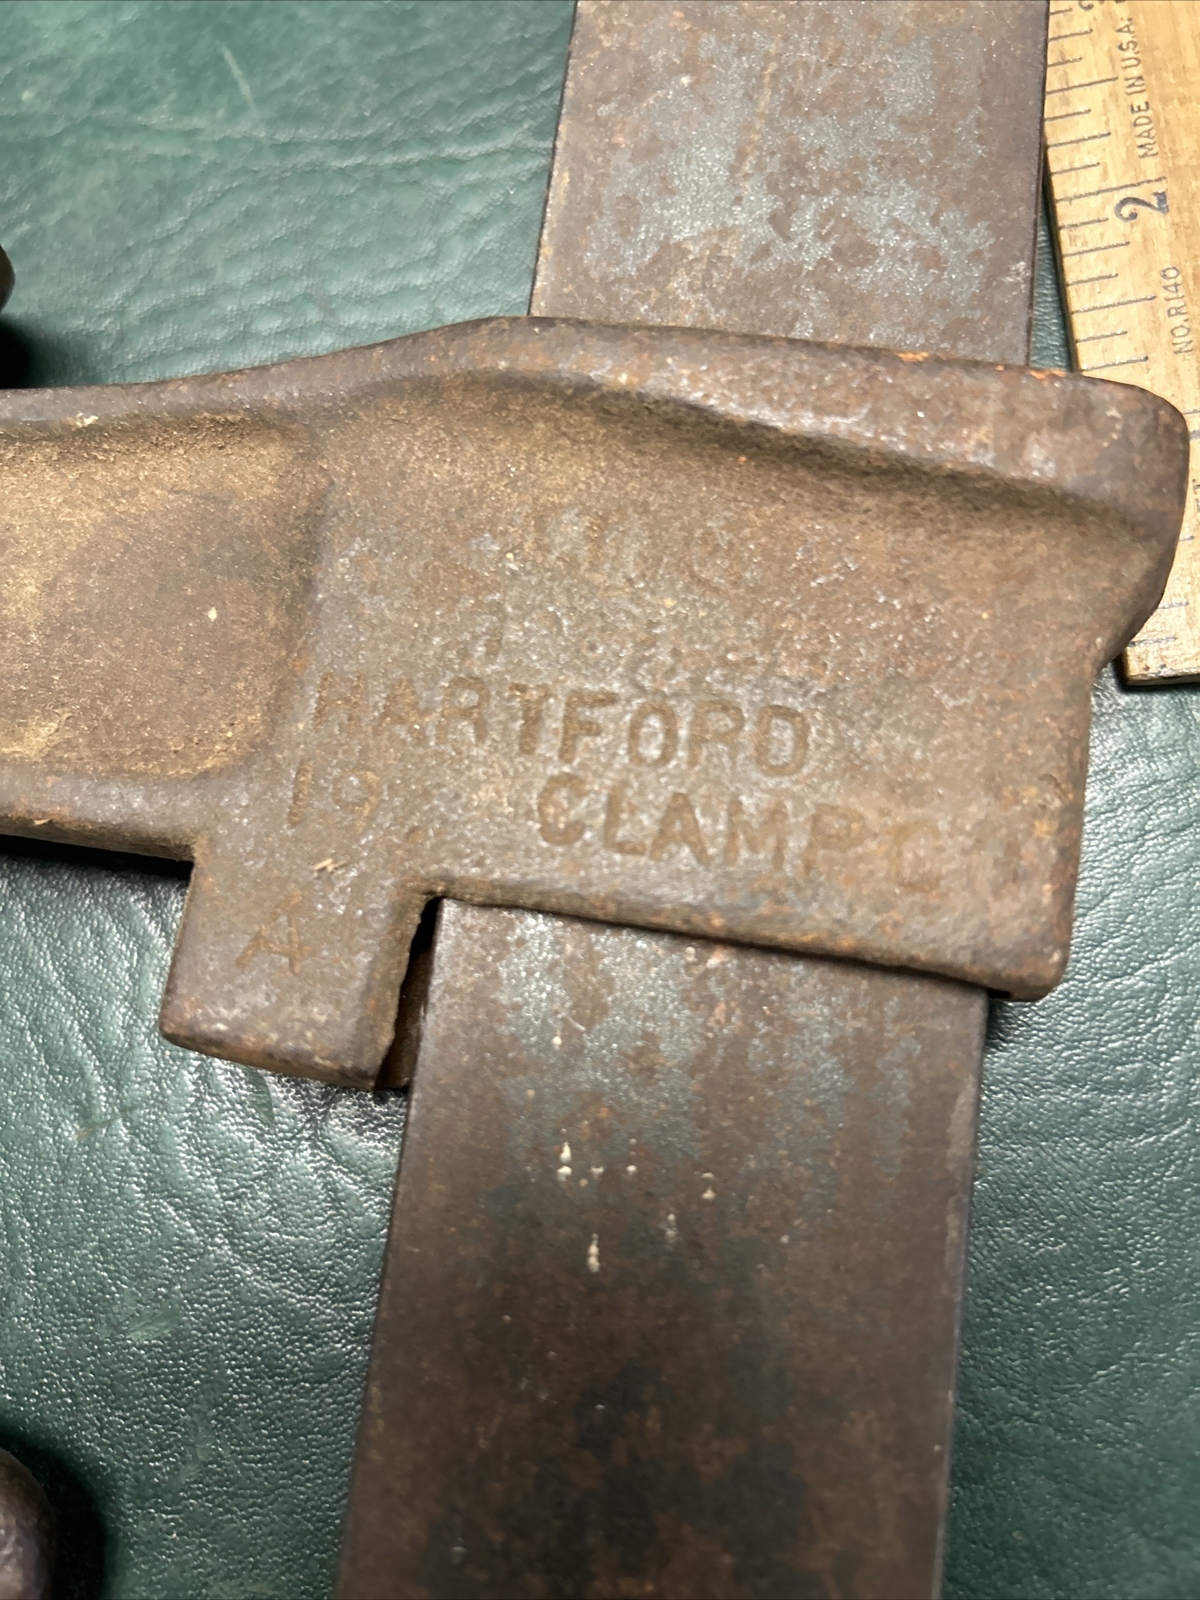 HARTFORD
19 CLAMP C
A
MADE IN U.S.A.
2
NO. R140